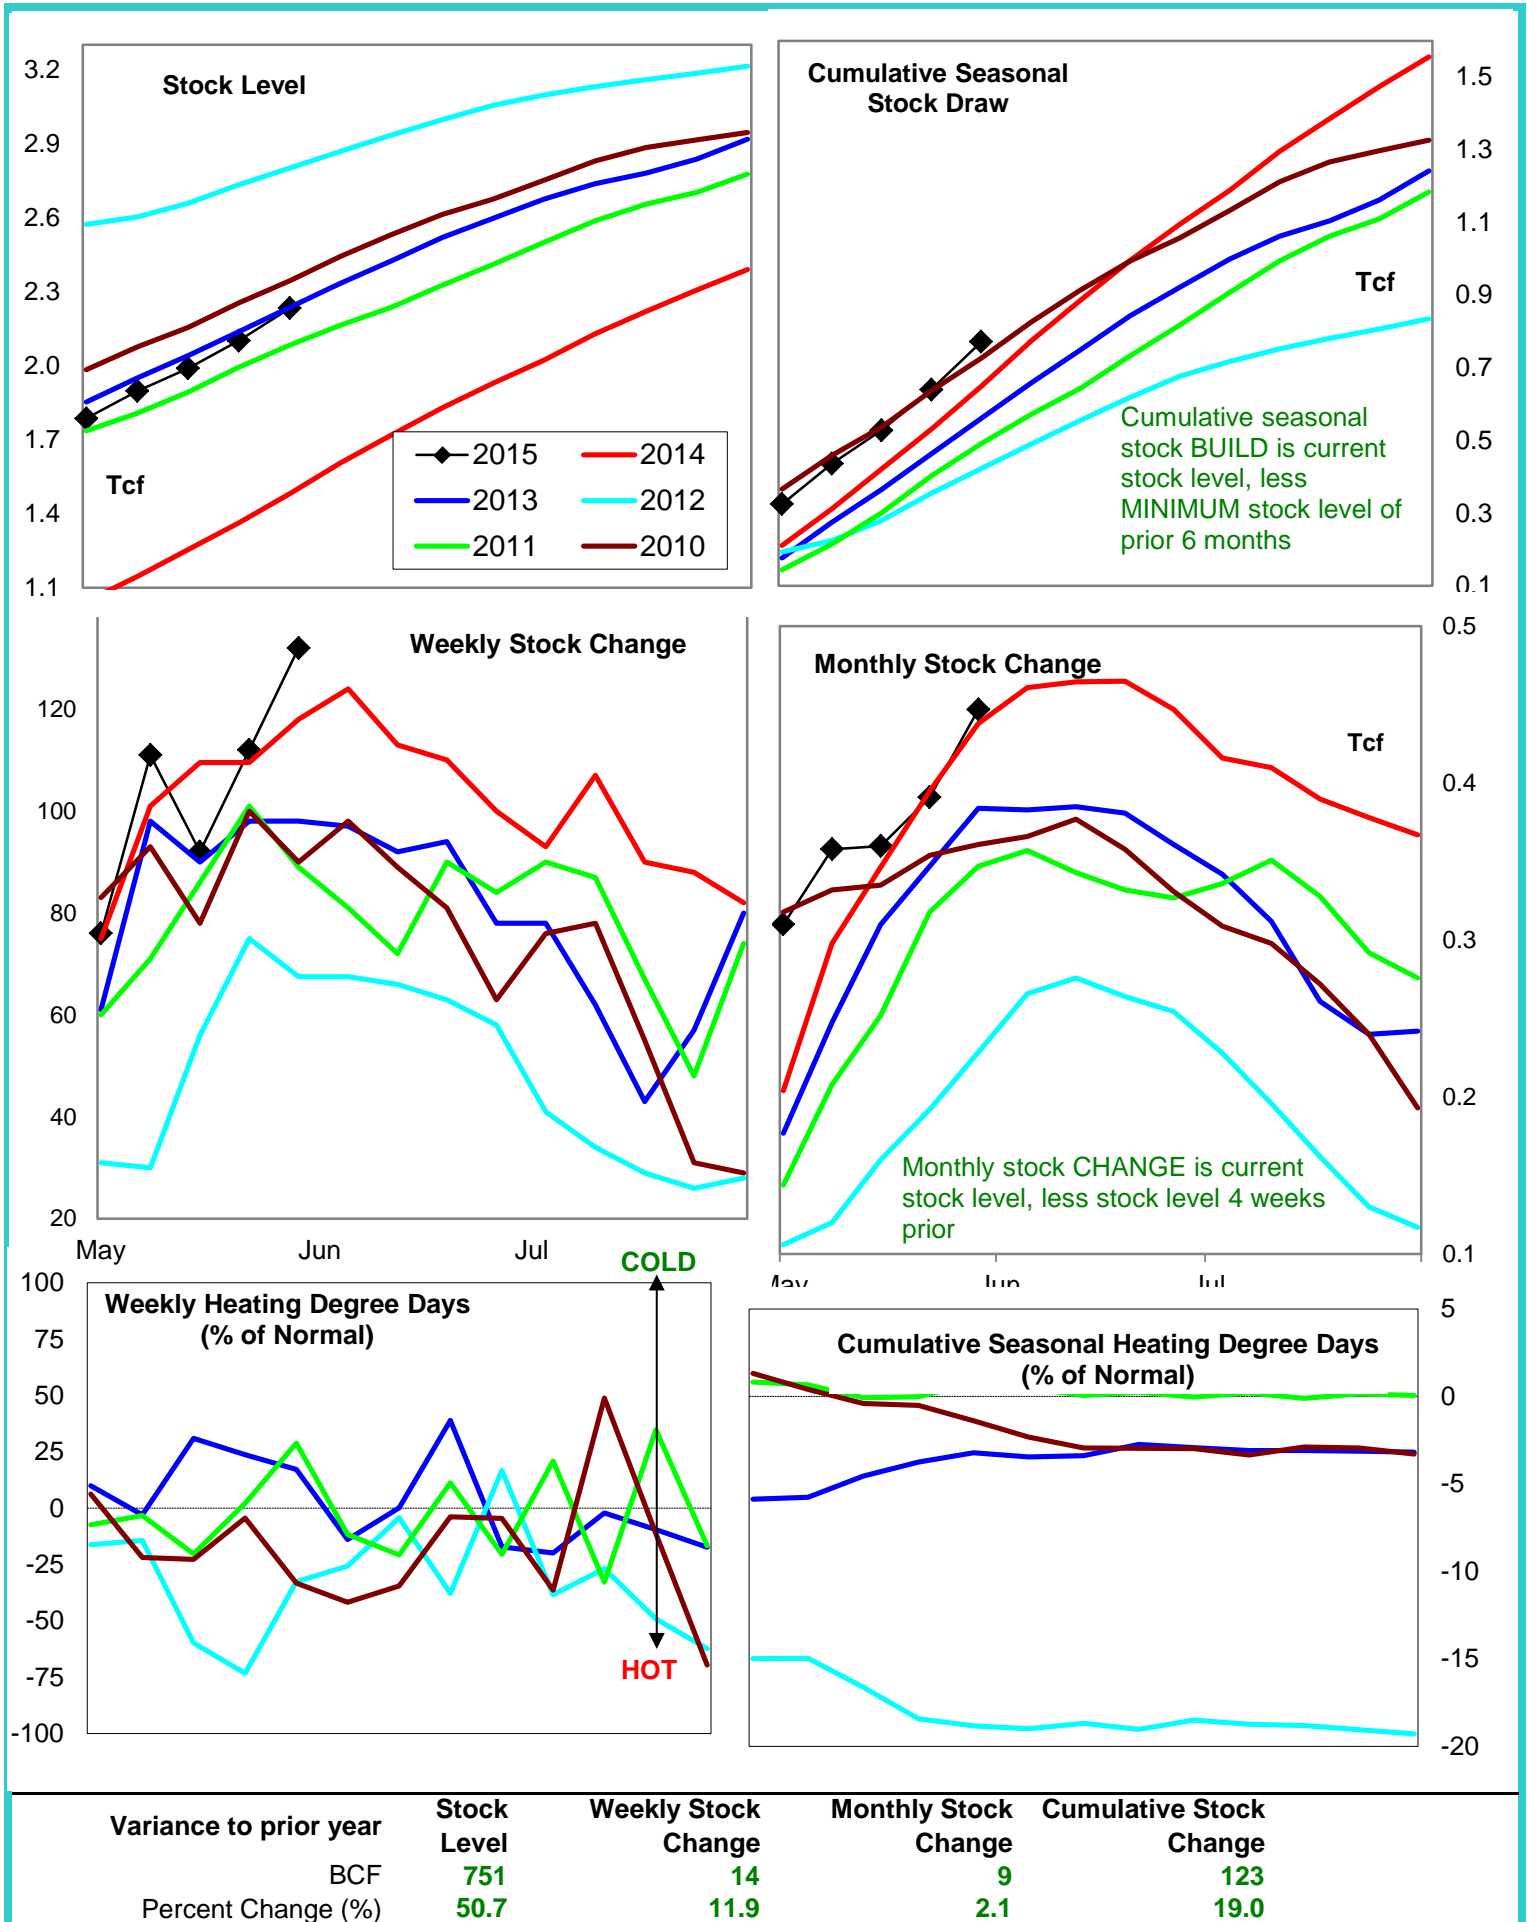 Stock Level
3.2
2.9
2.6
2.3
2.0
1.7
1.4
1.1
Tcf
2015
2014
2013
2012
2011
2010
Cumulative Seasonal
Stock Draw
1.5
1.3
1.1
0.9
0.7
0.5
0.3
0.1
Tcf
Cumulative seasonal
stock BUILD is current
stock level, less
MINIMUM stock level of
prior 6 months
Weekly Stock Change
120
100
80
60
40
20
May
Jun
Jul
Monthly Stock Change
0.5
0.4
0.3
0.2
0.1
Tcf
Monthly stock CHANGE is current
stock level, less stock level 4 weeks
prior
May
Jun
Jul
COLD
Weekly Heating Degree Days
(% of Normal)
100
75
50
25
0
-25
-50
-75
-100
HOT
Cumulative Seasonal Heating Degree Days
(% of Normal)
5
0
-5
-10
-15
-20
Variance to prior year
Stock
Level
Weekly Stock
Change
Monthly Stock
Change
Cumulative Stock
Change
BCF 751 14 9 123
Percent Change (%) 50.7 11.9 2.1 19.0